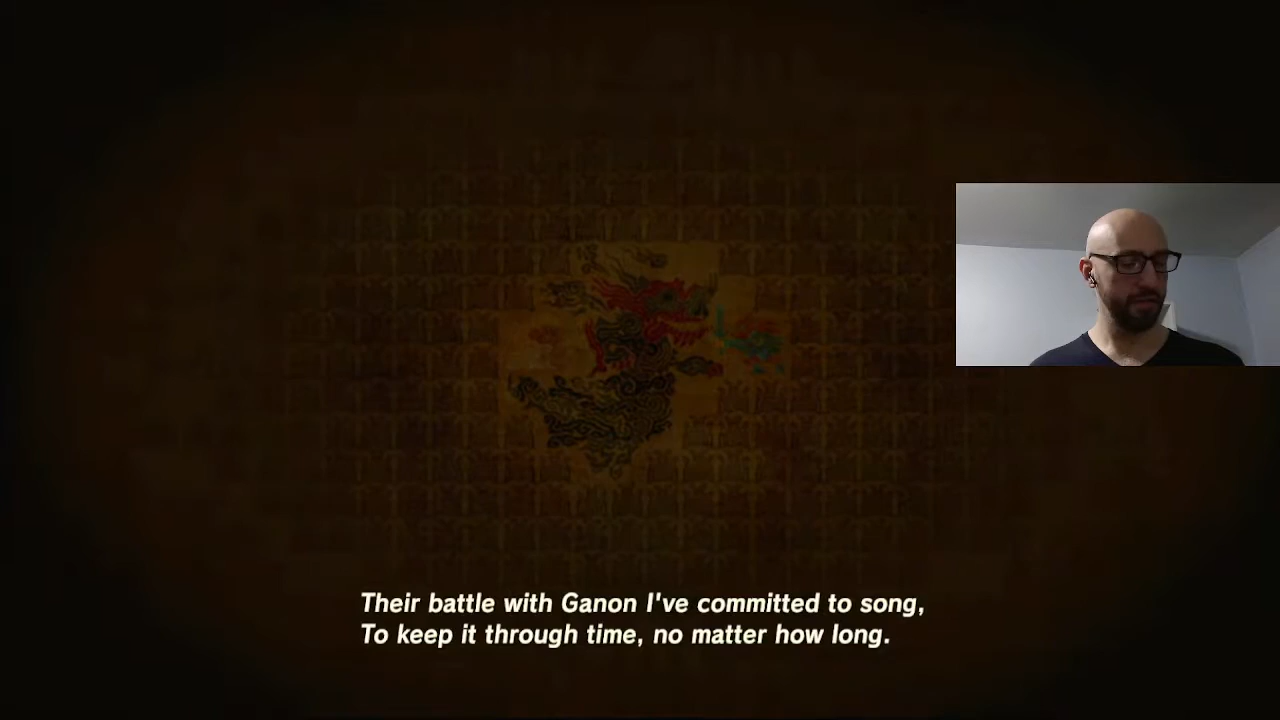 Their battle with Ganon I've committed to song,
To keep it through time, no matter how long.